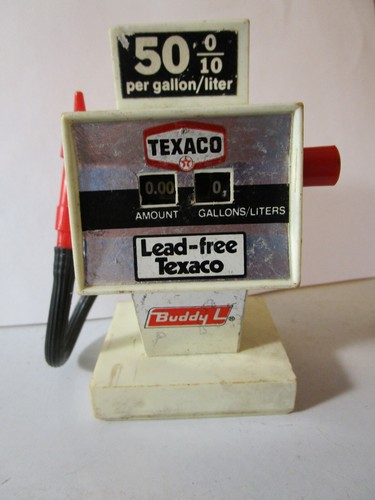 50 0/10
per gallon/liter
TEXACO
T
0.00 0,
AMOUNT GALLONS/LITERS
Lead-free
Texaco
Buddy L ®